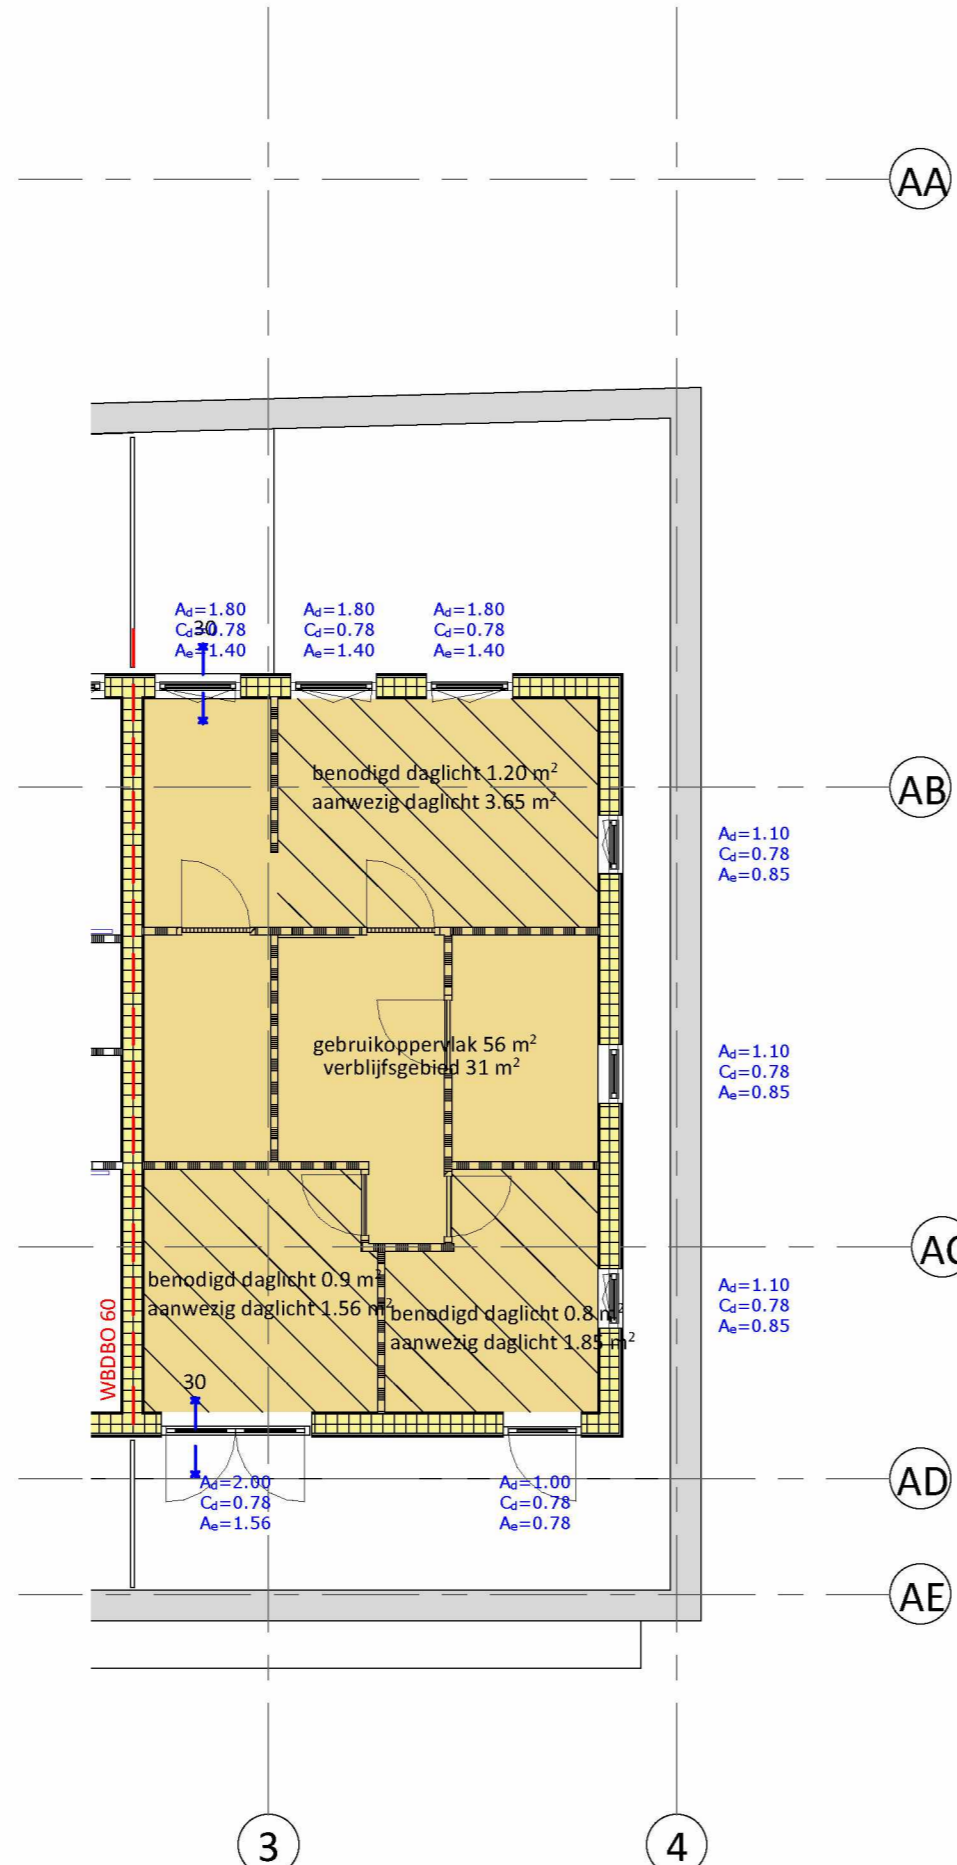 AA
Ad=1.80
Cd=0.78
Ae=1.40
30
Ad=1.80
Cd=0.78
Ae=1.40
Ad=1.80
Cd=0.78
Ae=1.40
benodigd daglicht 1.20 m²
aanwezig daglicht 3.65 m²
AB
Ad=1.10
Cd=0.78
Ae=0.85
gebruikoppervlak 56 m²
verblijfsgebied 31 m²
Ad=1.10
Cd=0.78
Ae=0.85
AC
benodigd daglicht 0.9 m²
aanwezig daglicht 1.56 m²
benodigd daglicht 0.8 m²
aanwezig daglicht 1.85 m²
Ad=1.10
Cd=0.78
Ae=0.85
WBDBO 60
30
Ad=2.00
Cd=0.78
Ae=1.56
Ad=1.00
Cd=0.78
Ae=0.78
AD
AE
3
4